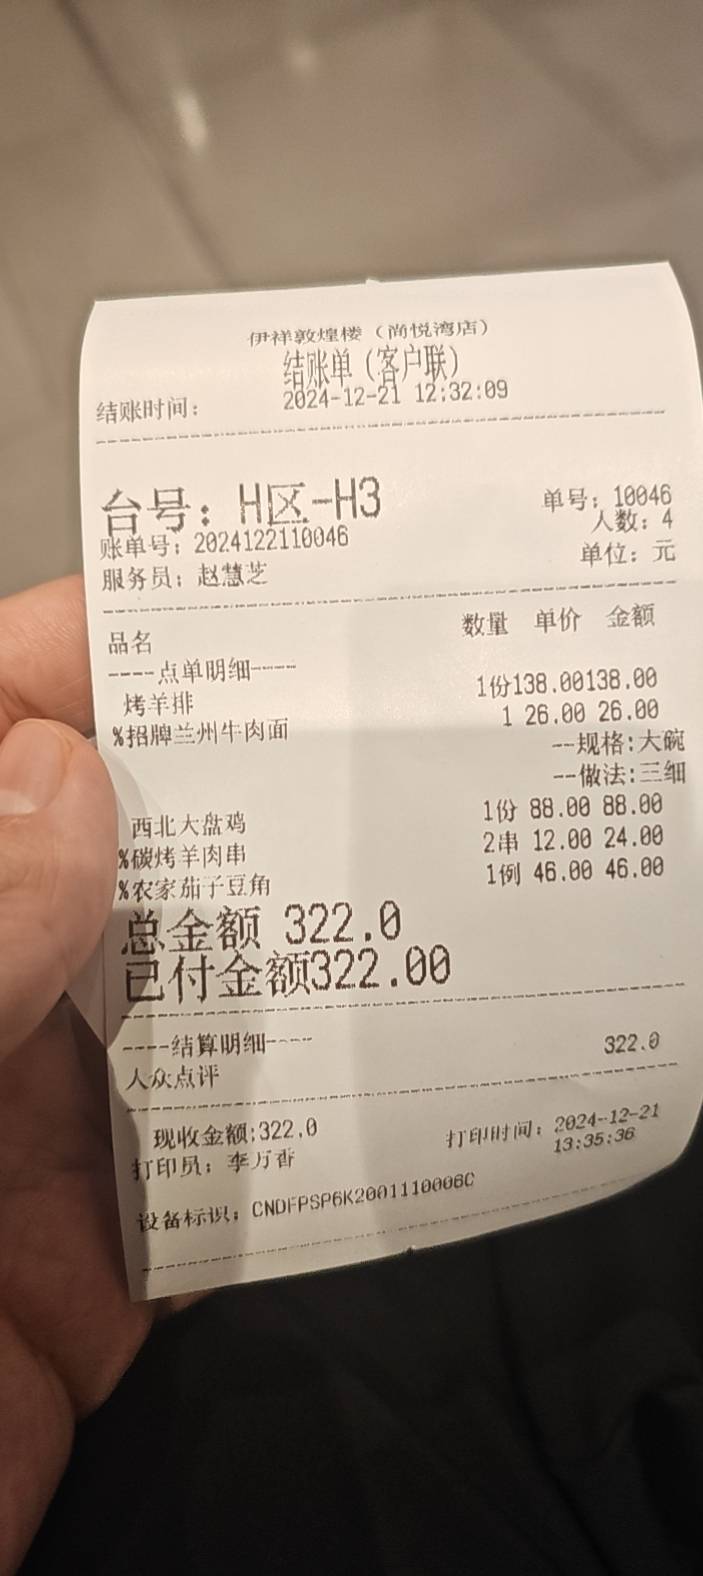 伊祥敦煌楼（尚悦湾店）
结账单（客户联）
结账时间： 2024-12-21 12:32:09
台号：H区-H3
单号：10046
账单号：2024122110046 人数：4
服务员：赵慧芝 单位：元
品名 数量 单价 金额
----点单明细----
烤羊排 1份138.00138.00
%招牌兰州牛肉面 1 26.00 26.00
--规格:大碗
--做法:三细
西北大盘鸡 1份 88.00 88.00
%碳烤羊肉串 2串 12.00 24.00
%农家茄子豆角 1例 46.00 46.00
总金额 322.0
已付金额322.00
----结算明细----
人众点评 322.0
现收金额:322.0
打印员：李万香 打印时间：2024-12-21
13:35:36
设备标识：CNDFPSP6K2001110006C